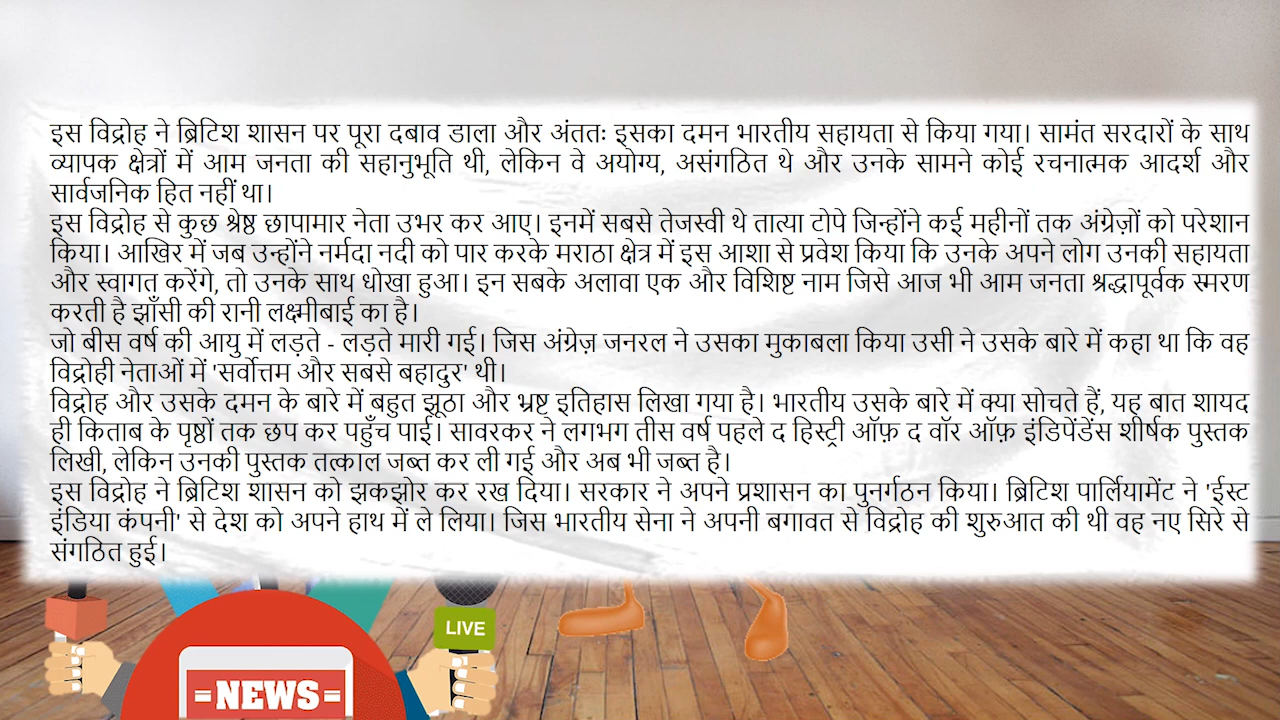 इस विद्रोह ने ब्रिटिश शासन पर पूरा दबाव डाला और अंततः इसका दमन भारतीय सहायता से किया गया। सामंत सरदारों के साथ
व्यापक क्षेत्रों में आम जनता की सहानुभूति थी, लेकिन वे अयोग्य, असंगठित थे और उनके सामने कोई रचनात्मक आदर्श और
सार्वजनिक हित नहीं था।
इस विद्रोह से कुछ श्रेष्ठ छापामार नेता उभर कर आए। इनमें सबसे तेजस्वी थे तात्या टोपे जिन्होंने कई महीनों तक अंग्रेज़ों को परेशान
किया। आखिर में जब उन्होंने नर्मदा नदी को पार करके मराठा क्षेत्र में इस आशा से प्रवेश किया कि उनके अपने लोग उनकी सहायता
और स्वागत करेंगे, तो उनके साथ धोखा हुआ। इन सबके अलावा एक और विशिष्ट नाम जिसे आज भी आम जनता श्रद्धापूर्वक स्मरण
करती है झाँसी की रानी लक्ष्मीबाई का है।
जो बीस वर्ष की आयु में लड़ते - लड़ते मारी गई। जिस अंग्रेज़ जनरल ने उसका मुकाबला किया उसी ने उसके बारे में कहा था कि वह
विद्रोही नेताओं में 'सर्वोत्तम और सबसे बहादुर' थी।
विद्रोह और उसके दमन के बारे में बहुत झूठा और भ्रष्ट इतिहास लिखा गया है। भारतीय उसके बारे में क्या सोचते हैं, यह बात शायद
ही किताब के पृष्ठों तक छप कर पहुँच पाई। सावरकर ने लगभग तीस वर्ष पहले द हिस्ट्री ऑफ़ द वॉर ऑफ़ इंडिपेंडेंस शीर्षक पुस्तक
लिखी, लेकिन उनकी पुस्तक तत्काल जब्त कर ली गई और अब भी जब्त है।
इस विद्रोह ने ब्रिटिश शासन को झकझोर कर रख दिया। सरकार ने अपने प्रशासन का पुनर्गठन किया। ब्रिटिश पार्लियामेंट ने 'ईस्ट
इंडिया कंपनी' से देश को अपने हाथ में ले लिया। जिस भारतीय सेना ने अपनी बगावत से विद्रोह की शुरुआत की थी वह नए सिरे से
संगठित हुई।
LIVE
=NEWS=